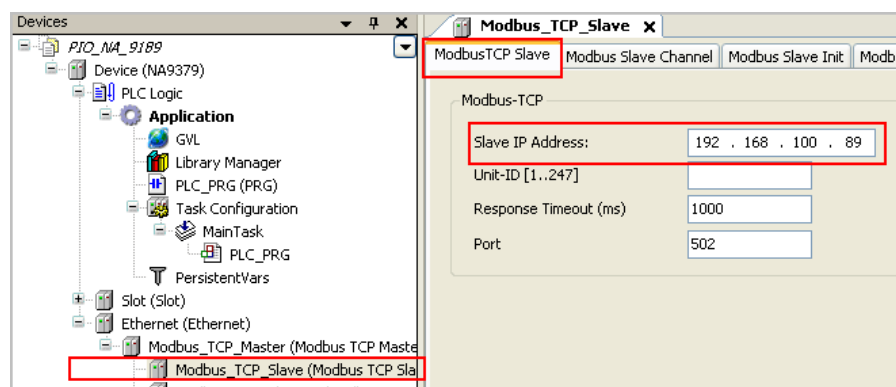 Devices
PIO_NA_9189
Device (NA9379)
PLC Logic
Application
GVL
Library Manager
PLC_PRG (PRG)
Task Configuration
MainTask
PLC_PRG
PersistentVars
Slot (Slot)
Ethernet (Ethernet)
Modbus_TCP_Master (Modbus TCP Maste
Modbus_TCP_Slave (Modbus TCP Sla
Modbus_TCP_Slave x
ModbusTCP Slave Modbus Slave Channel Modbus Slave Init Modb
Modbus-TCP
Slave IP Address: 192 . 168 . 100 . 89
Unit-ID [1..247]
Response Timeout (ms) 1000
Port 502